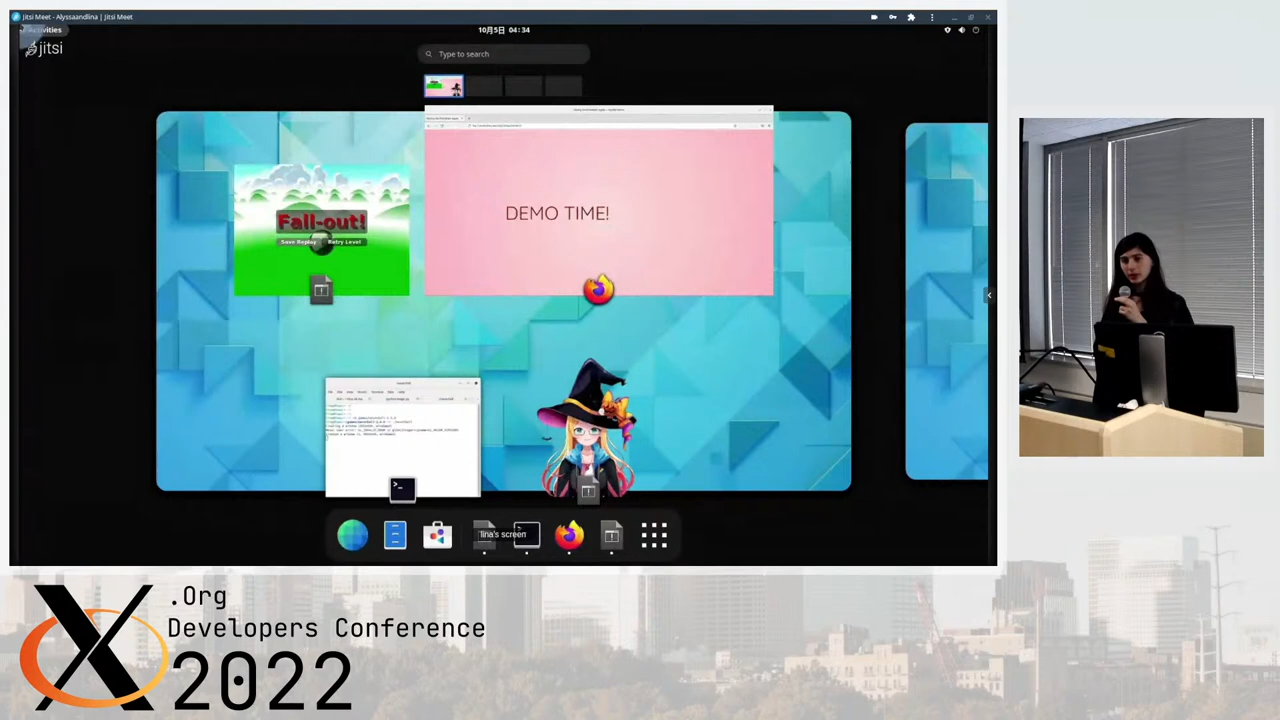 Jitsi Meet - Alyssaandlina | Jitsi Meet
Activities
10月5日 04:34
jitsi
Type to search
DEMO TIME!
Fall-out!
Save Replay
Retry Level
lina's screen
.Org
Developers Conference
2022